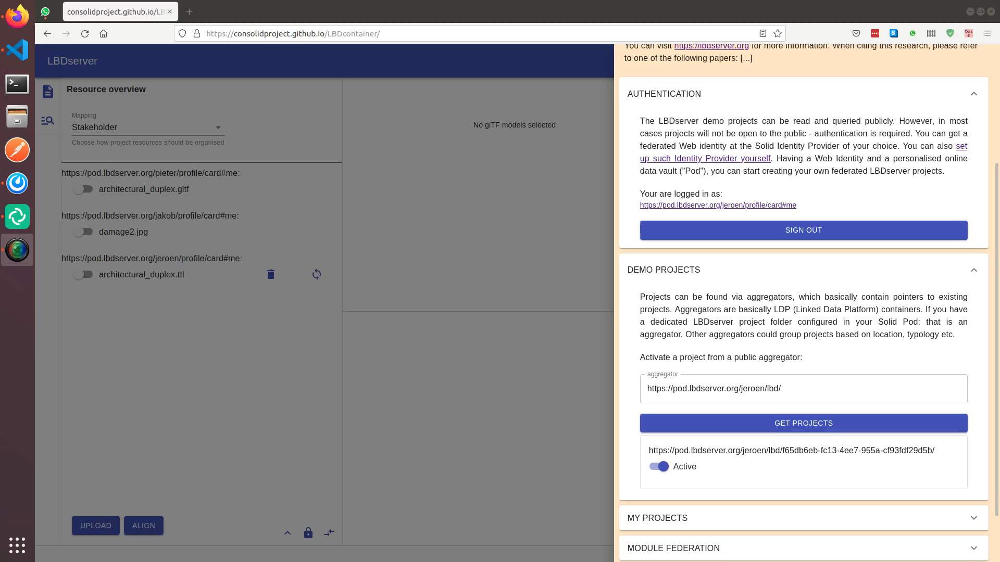 consolidproject.github.io/LB
https://consolidproject.github.io/LBDcontainer/
Cors
E
LBDserver
Resource overview
Mapping
Stakeholder
Choose how project resources should be organised
https://pod.lbdserver.org/pieter/profile/card#me:
architectural_duplex.gltf
https://pod.lbdserver.org/jakob/profile/card#me:
damage2.jpg
https://pod.lbdserver.org/jeroen/profile/card#me:
architectural_duplex.ttl
UPLOAD
ALIGN
No glTF models selected
You can visit https://lbdserver.org for more information. When citing this research, please refer
to one of the following papers: [...]
AUTHENTICATION
The LBDserver demo projects can be read and queried publicly. However, in most
cases projects will not be open to the public - authentication is required. You can get a
federated Web identity at the Solid Identity Provider of your choice. You can also set
up such Identity Provider yourself. Having a Web Identity and a personalised online
data vault ("Pod"), you can start creating your own federated LBDserver projects.
Your are logged in as:
https://pod.lbdserver.org/jeroen/profile/card#me
SIGN OUT
DEMO PROJECTS
Projects can be found via aggregators, which basically contain pointers to existing
projects. Aggregators are basically LDP (Linked Data Platform) containers. If you have
a dedicated LBDserver project folder configured in your Solid Pod: that is an
aggregator. Other aggregators could group projects based on location, typology etc.
Activate a project from a public aggregator:
aggregator
https://pod.lbdserver.org/jeroen/lbd/
GET PROJECTS
https://pod.lbdserver.org/jeroen/lbd/f65db6eb-fc13-4ee7-955a-cf93fdf29d5b/
Active
MY PROJECTS
MODULE FEDERATION